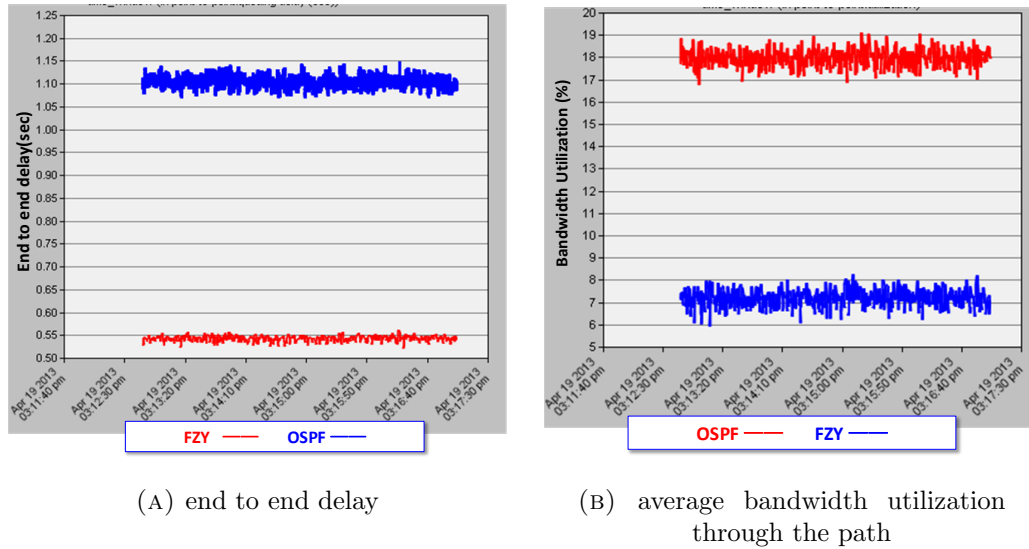 1.25
1.20
1.15
1.10
1.05
1.00
0.95
0.90
0.85
0.80
0.75
0.70
0.65
0.60
0.55
0.50
End to end delay(sec)
Apr 19 2013
03:11:40 pm
Apr 19 2013
03:12:30 pm
Apr 19 2013
03:13:20 pm
Apr 19 2013
03:14:10 pm
Apr 19 2013
03:15:00 pm
Apr 19 2013
03:15:50 pm
Apr 19 2013
03:16:40 pm
Apr 19 2013
03:17:30 pm
FZY OSPF
(A) end to end delay
20
19
18
17
16
15
14
13
12
11
10
9
8
7
6
5
Bandwidth Utilization (%)
Apr 19 2013
03:11:40 pm
Apr 19 2013
03:12:30 pm
Apr 19 2013
03:13:20 pm
Apr 19 2013
03:14:10 pm
Apr 19 2013
03:15:00 pm
Apr 19 2013
03:15:50 pm
Apr 19 2013
03:16:40 pm
Apr 19 2013
03:17:30 pm
OSPF FZY
(B) average bandwidth utilization
through the path